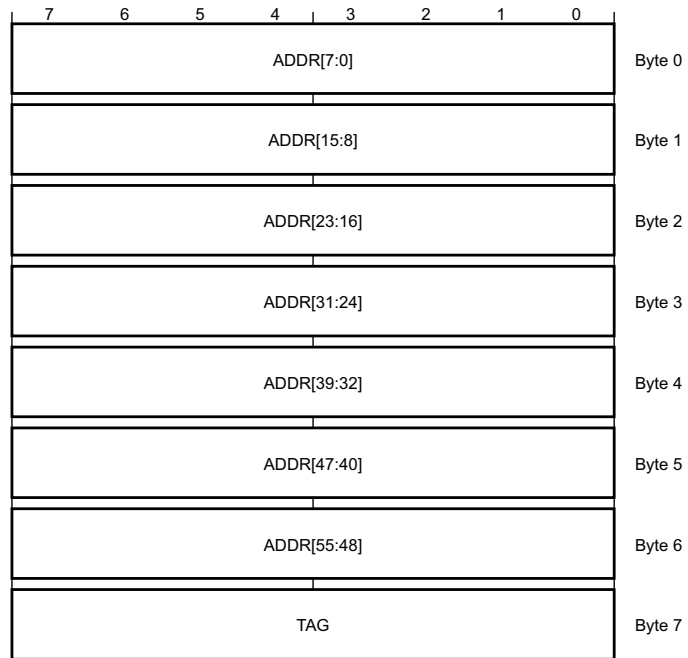 7 6 5 4 3 2 1 0
ADDR[7:0] Byte 0
ADDR[15:8] Byte 1
ADDR[23:16] Byte 2
ADDR[31:24] Byte 3
ADDR[39:32] Byte 4
ADDR[47:40] Byte 5
ADDR[55:48] Byte 6
TAG Byte 7